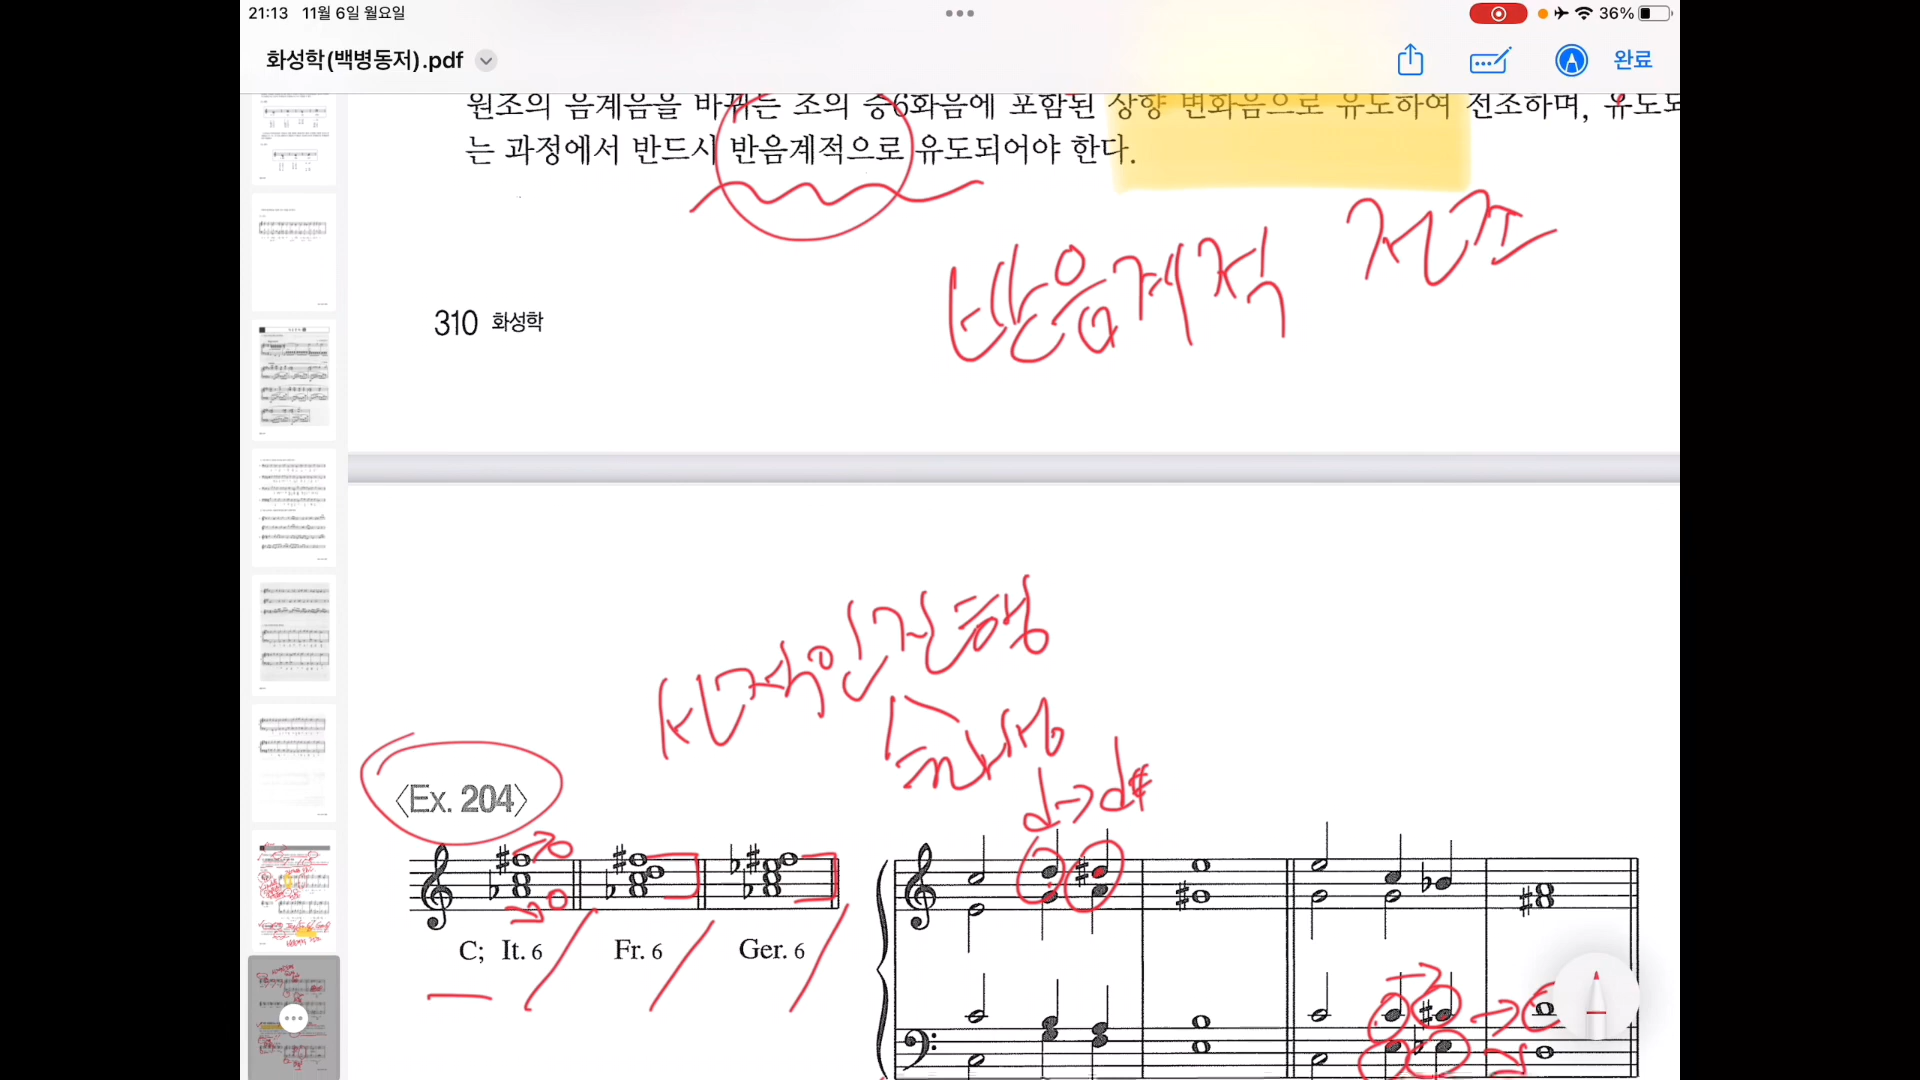 21:13 11월 6일 월요일
36%
화성학(백병동저).pdf
완료
원조의 음계음을 바뀌는 조의 증6화음에 포함된 상향 변화음으로 유도하여 전조하며, 유도되
는 과정에서 반드시 반음계적으로 유도되어야 한다.
반음계적 전조
310 화성학
선적인 진행
d→d#
<Ex. 204>
C; It. 6 Fr. 6 Ger. 6